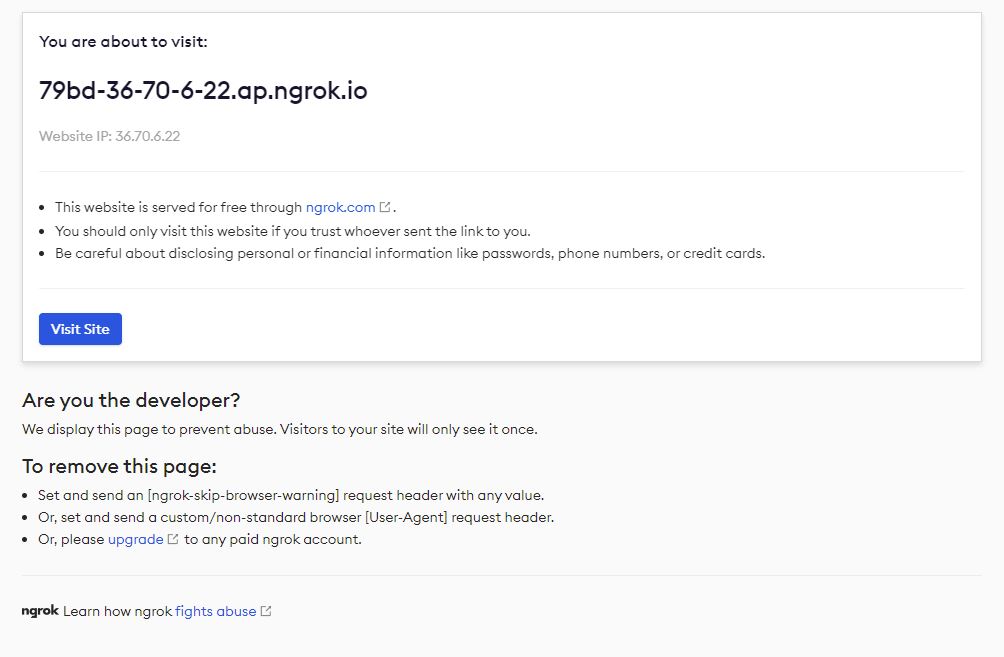 You are about to visit:
79bd-36-70-6-22.ap.ngrok.io
Website IP: 36.70.6.22
This website is served for free through ngrok.com.
You should only visit this website if you trust whoever sent the link to you.
Be careful about disclosing personal or financial information like passwords, phone numbers, or credit cards.
Visit Site
Are you the developer?
We display this page to prevent abuse. Visitors to your site will only see it once.
To remove this page:
Set and send an [ngrok-skip-browser-warning] request header with any value.
Or, set and send a custom/non-standard browser [User-Agent] request header.
Or, please upgrade to any paid ngrok account.
ngrok Learn how ngrok fights abuse